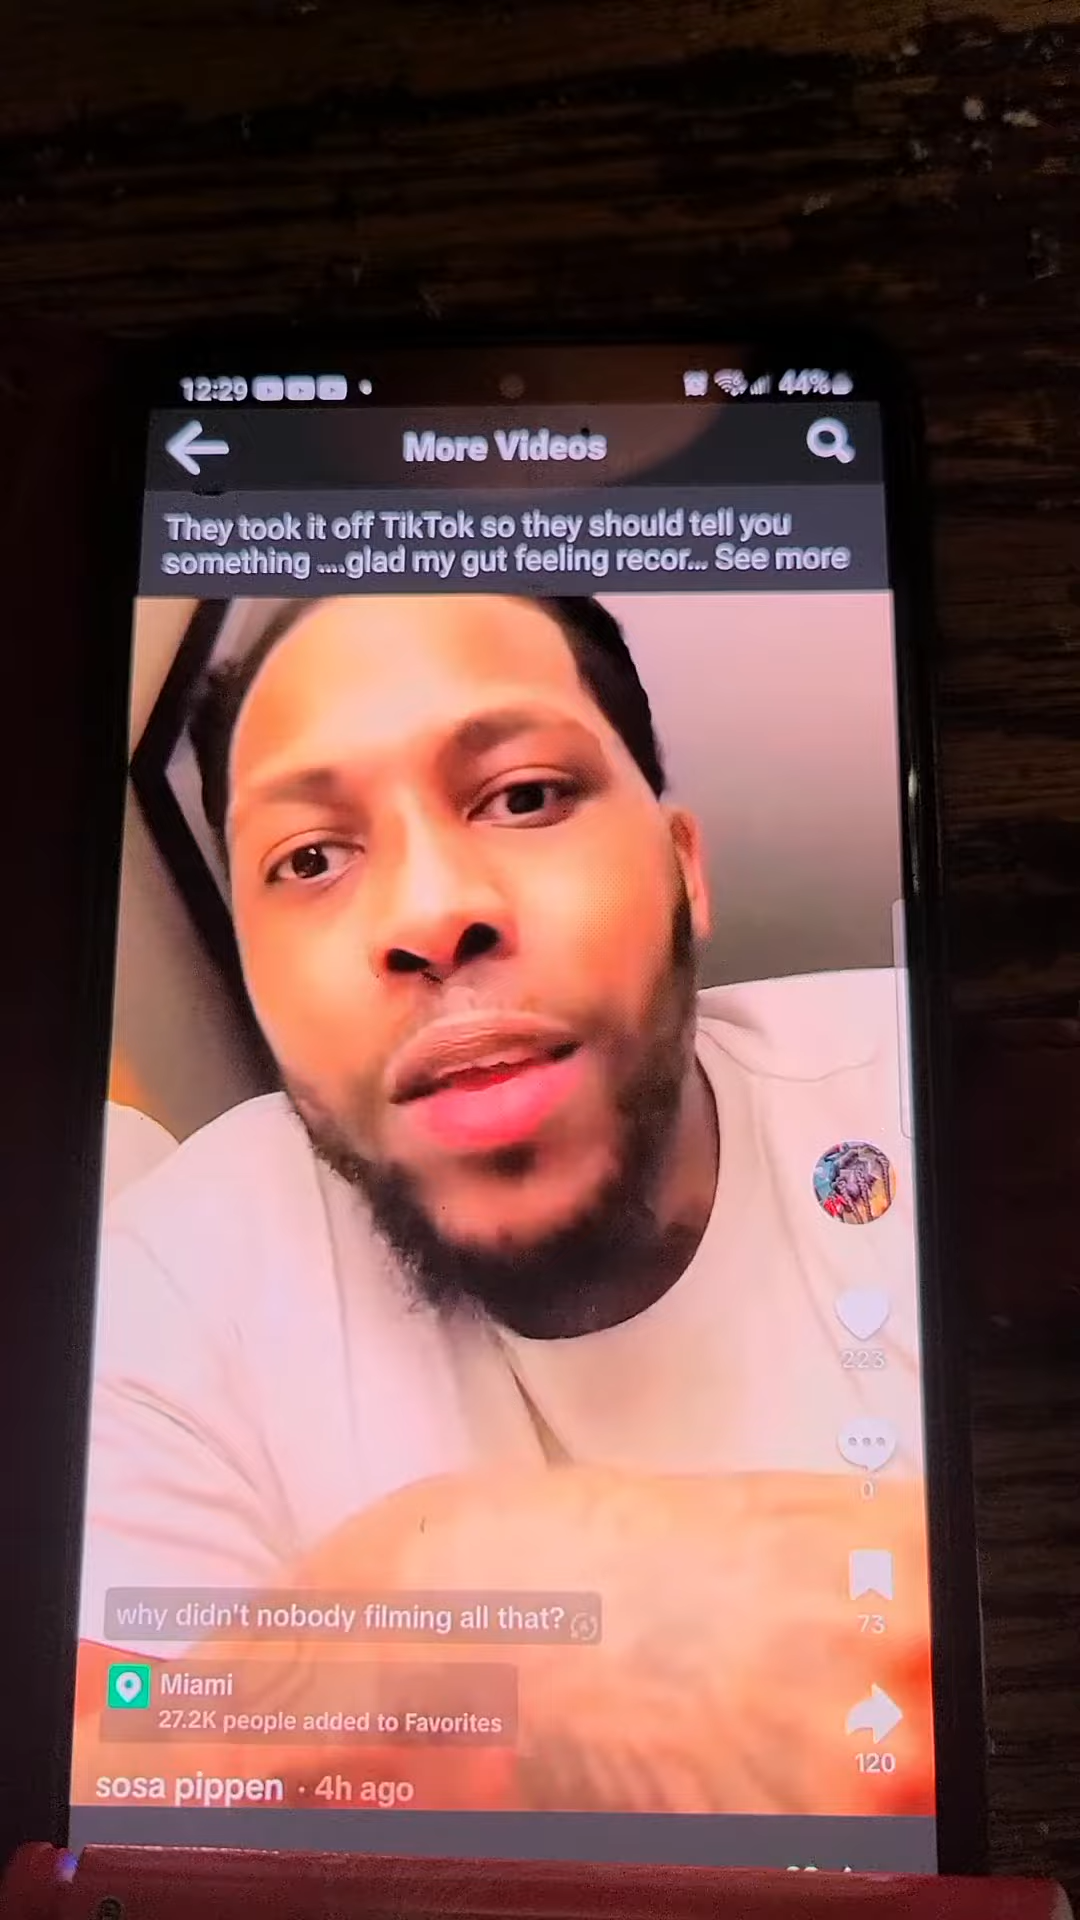 12:29
44%
More Videos
They took it off TikTok so they should tell you
something ....glad my gut feeling recor... See more
223
0
why didn't nobody filming all that?
73
Miami
27.2K people added to Favorites
120
sosa pippen · 4h ago